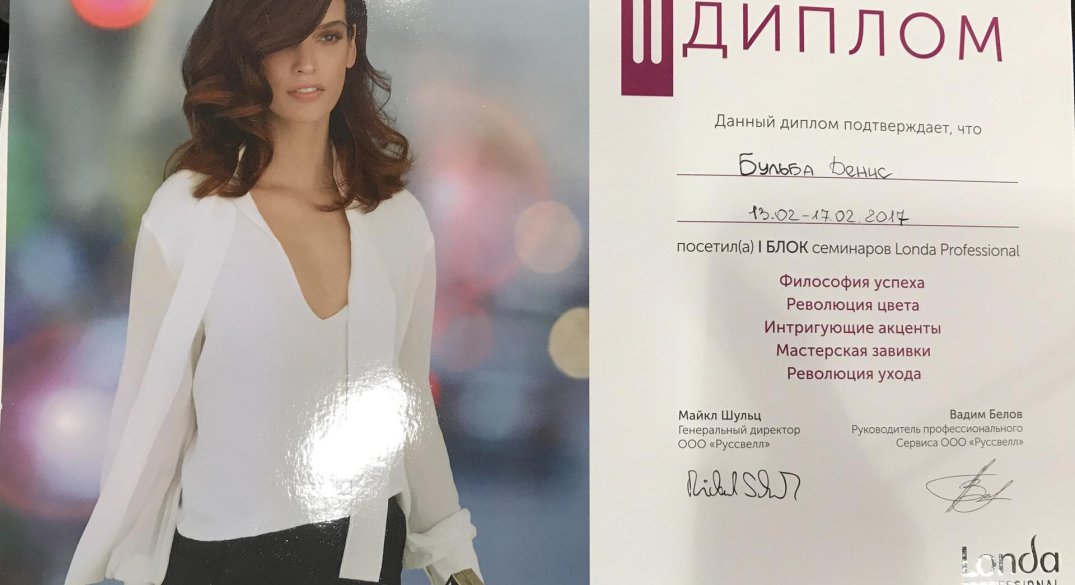 ДИПЛОМ
Данный диплом подтверждает, что
Бульба Денис
13.02-17.02.2017
посетил(а) I БЛОК семинаров Londa Professional
Философия успеха
Революция цвета
Интригующие акценты
Мастерская завивки
Революция ухода
Майкл Шульц
Генеральный директор
ООО «Руссвелл»
Вадим Белов
Руководитель профессионального
Сервиса ООО «Руссвелл»
Londa